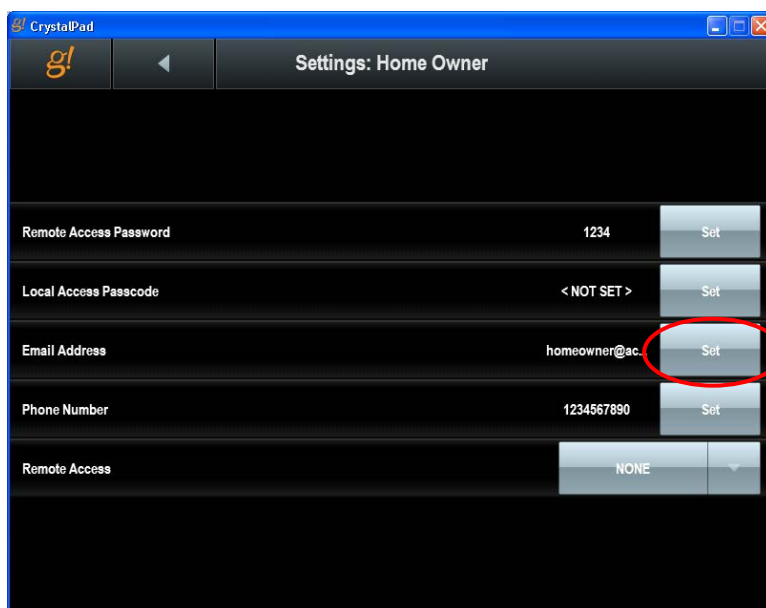 g! CrystalPad
g! Settings: Home Owner
Remote Access Password 1234 Set
Local Access Passcode < NOT SET > Set
Email Address homeowner@ac... Set
Phone Number 1234567890 Set
Remote Access NONE